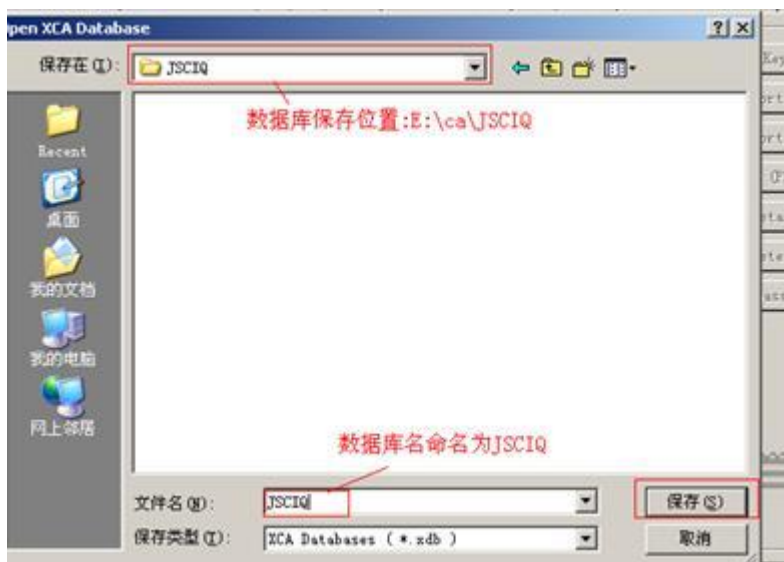 pen XCA Database
保存在(I):
JSCIQ
数据库保存位置:E:\ca\JSCIQ
Recent
桌面
我的文档
我的电脑
网上邻居
数据库名命名为JSCIQ
文件名(N):
JSCIQ
保存(S)
保存类型(T):
XCA Databases ( *.xdb )
取消